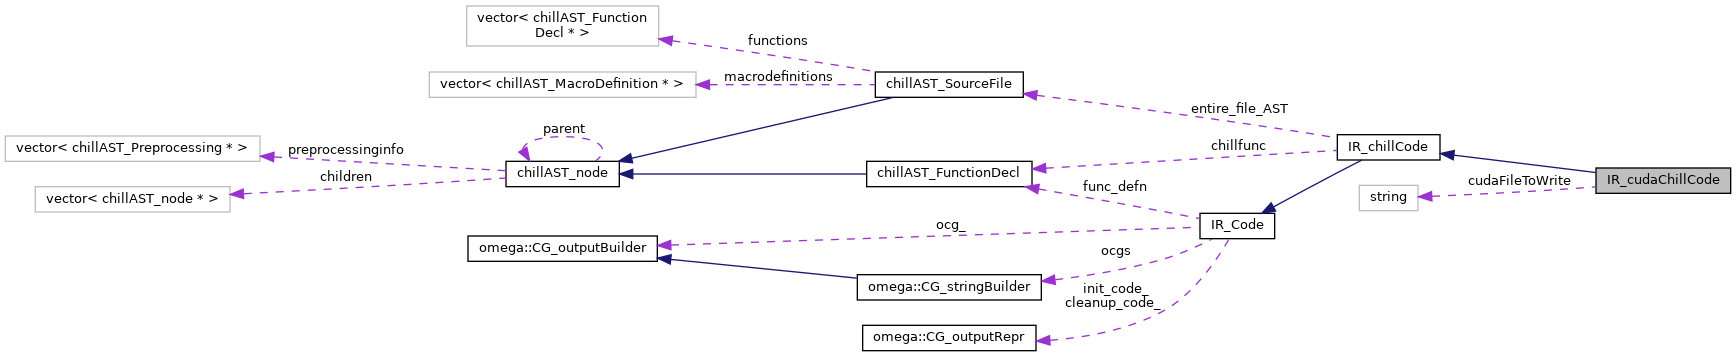 vector< chillAST_Function
Decl * >
functions
vector< chillAST_MacroDefinition * >
macrodefinitions
chillAST_SourceFile
entire_file_AST
parent
vector< chillAST_Preprocessing * >
preprocessinginfo
chillfunc
IR_chillCode
chillAST_node
chillAST_FunctionDecl
children
vector< chillAST_node * >
func_defn
string
cudaFileToWrite
IR_cudaChillCode
ocg_
IR_Code
omega::CG_outputBuilder
ocgs
omega::CG_stringBuilder
init_code_
cleanup_code_
omega::CG_outputRepr